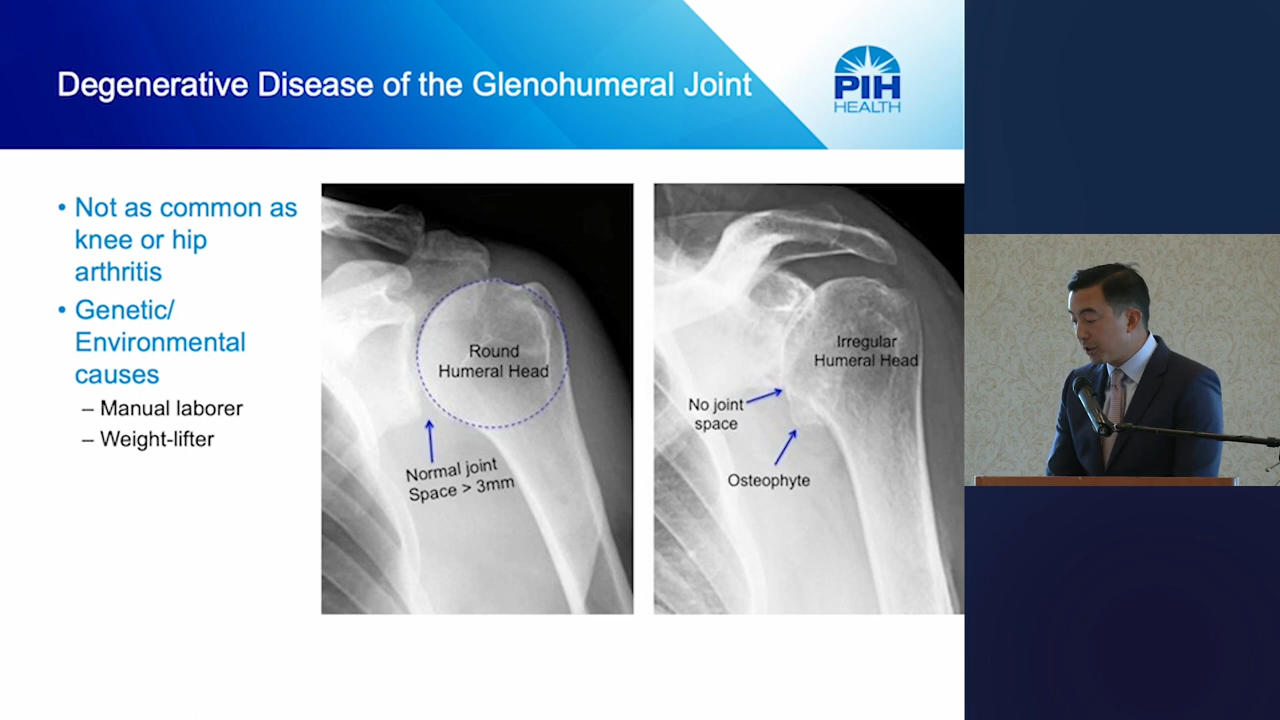 Degenerative Disease of the Glenohumeral Joint
PIH
HEALTH
• Not as common as
knee or hip
arthritis
• Genetic/
Environmental
causes
– Manual laborer
– Weight-lifter
Round
Humeral Head
Normal joint
Space > 3mm
Irregular
Humeral Head
No joint
space
Osteophyte